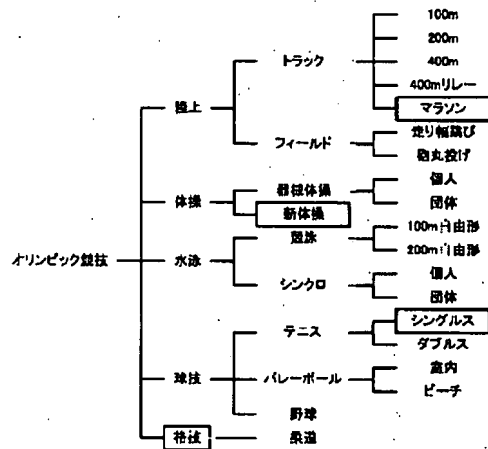 オリンピック競技
陸上
トラック
100m
200m
400m
400mリレー
マラソン
フィールド
走り幅跳び
砲丸投げ
体操
器械体操
個人
団体
新体操
水泳
競泳
100m自由形
200m自由形
シンクロ
個人
団体
球技
テニス
シングルス
ダブルス
バレーボール
室内
ビーチ
野球
格技
柔道